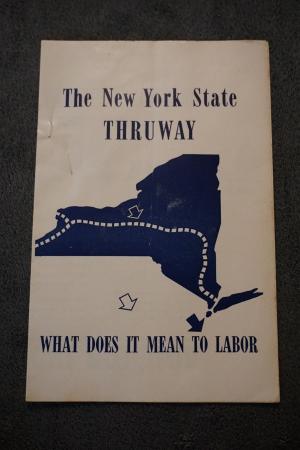 The New York State
THRUWAY
WHAT DOES IT MEAN TO LABOR